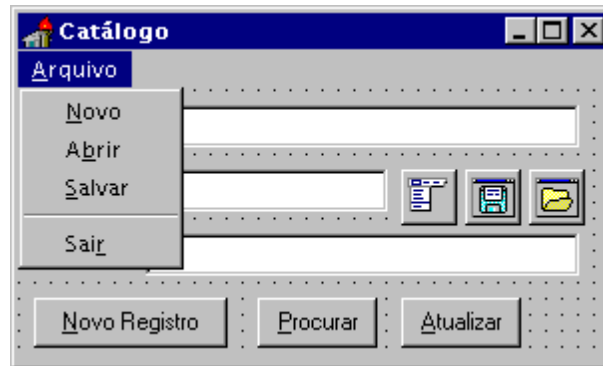 Catálogo
Arquivo
Novo
Abrir
Salvar
Sair
Novo Registro Procurar Atualizar